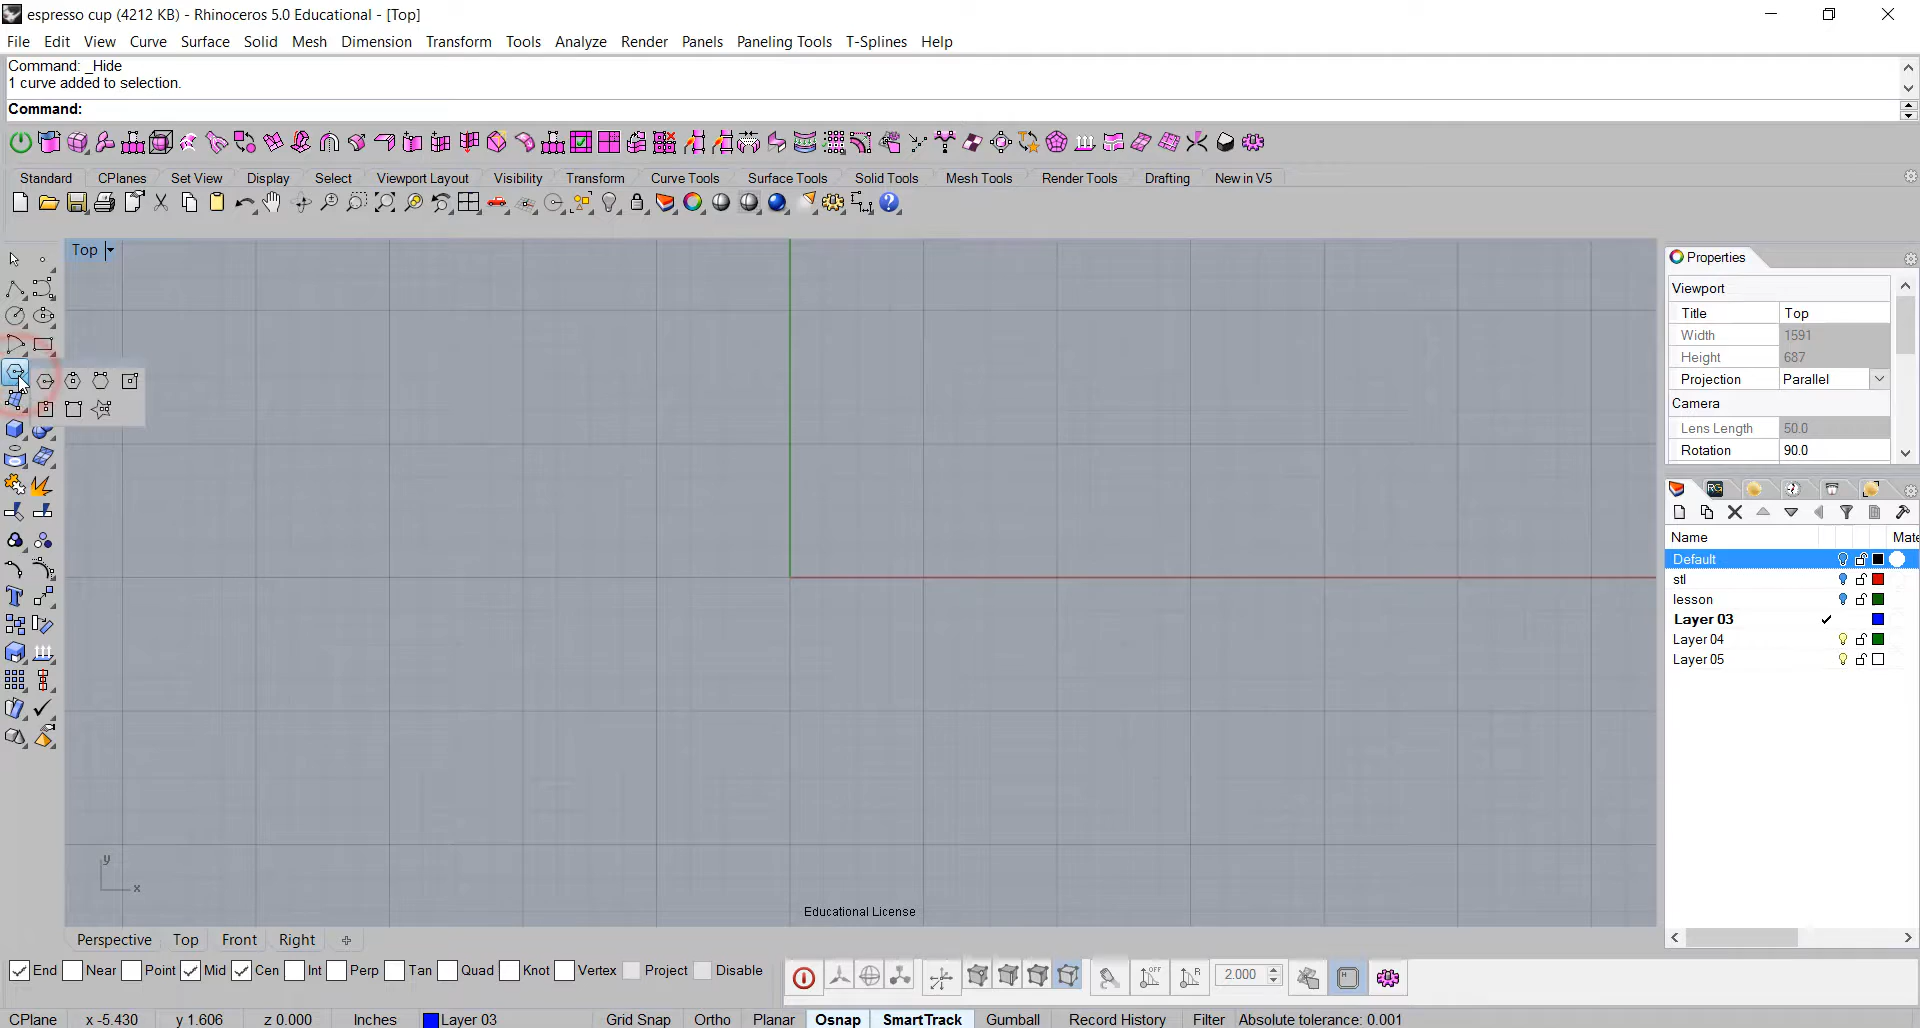 espresso cup (4212 KB) - Rhinoceros 5.0 Educational - [Top]
File Edit View Curve Surface Solid Mesh Dimension Transform Tools Analyze Render Panels Paneling Tools T-Splines Help
Command: _Hide
1 curve added to selection.
Command:
Standard CPlanes Set View Display Select Viewport Layout Visibility Transform Curve Tools Surface Tools Solid Tools Mesh Tools Render Tools Drafting New in V5
Top
Properties
Viewport
Title Top
Width 1591
Height 687
Projection Parallel
Camera
Lens Length 50.0
Rotation 90.0
Name Mate
Default
stl
lesson
Layer 03
Layer 04
Layer 05
y
x
Educational License
Perspective Top Front Right
End Near Point Mid Cen Int Perp Tan Quad Knot Vertex Project Disable
2.000
CPlane x -5.430 y 1.606 z 0.000 Inches Layer 03 Grid Snap Ortho Planar Osnap SmartTrack Gumball Record History Filter Absolute tolerance: 0.001